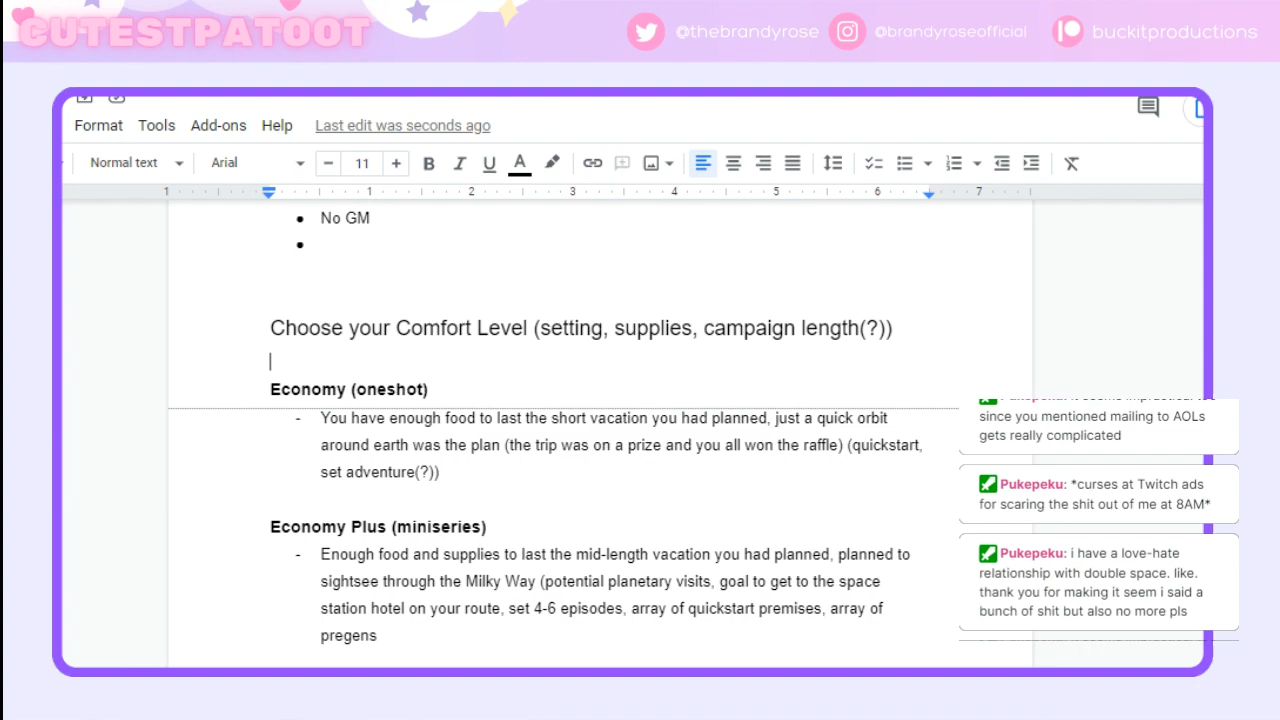 CUTESTPATOOT
@thebrandyrose
@brandyroseofficial
buckitproductions
Format Tools Add-ons Help Last edit was seconds ago
Normal text Arial − 11 + B I U A
1 1 2 3 4 5 6 7
No GM
Choose your Comfort Level (setting, supplies, campaign length(?))
Economy (oneshot)
- You have enough food to last the short vacation you had planned, just a quick orbit
around earth was the plan (the trip was on a prize and you all won the raffle) (quickstart,
set adventure(?))
Economy Plus (miniseries)
- Enough food and supplies to last the mid-length vacation you had planned, planned to
sightsee through the Milky Way (potential planetary visits, goal to get to the space
station hotel on your route, set 4-6 episodes, array of quickstart premises, array of
pregens
since you mentioned mailing to AOLs
gets really complicated
Pukepeku: *curses at Twitch ads
for scaring the shit out of me at 8AM*
Pukepeku: i have a love-hate
relationship with double space. like.
thank you for making it seem i said a
bunch of shit but also no more pls